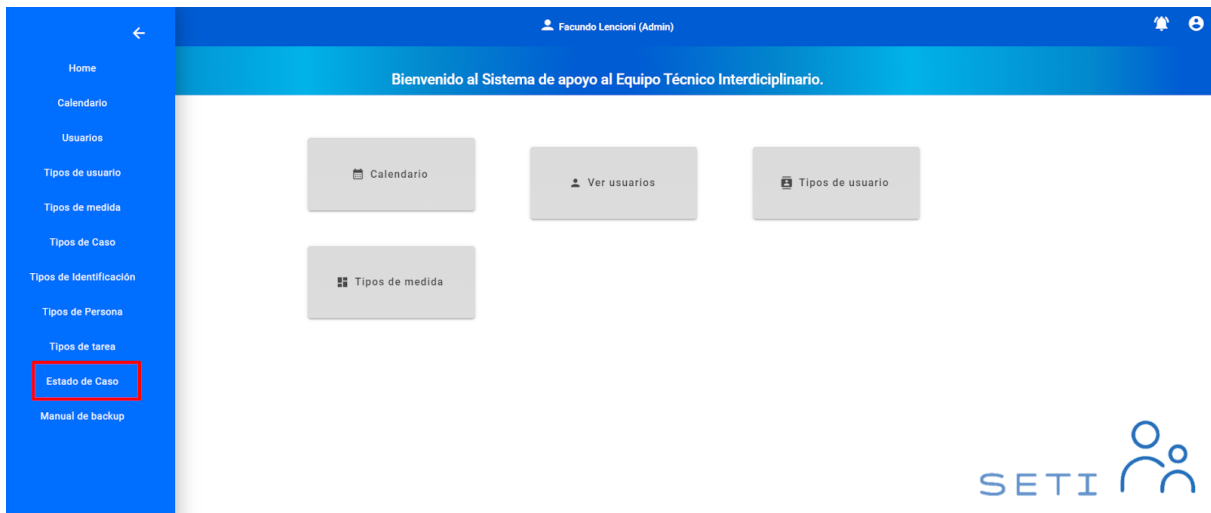 Facundo Lencioni (Admin)
Bienvenido al Sistema de apoyo al Equipo Técnico Interdiciplinario.
Home
Calendario
Usuarios
Tipos de usuario
Tipos de medida
Tipos de Caso
Tipos de Identificación
Tipos de Persona
Tipos de tarea
Estado de Caso
Manual de backup
Calendario
Ver usuarios
Tipos de usuario
Tipos de medida
SETI